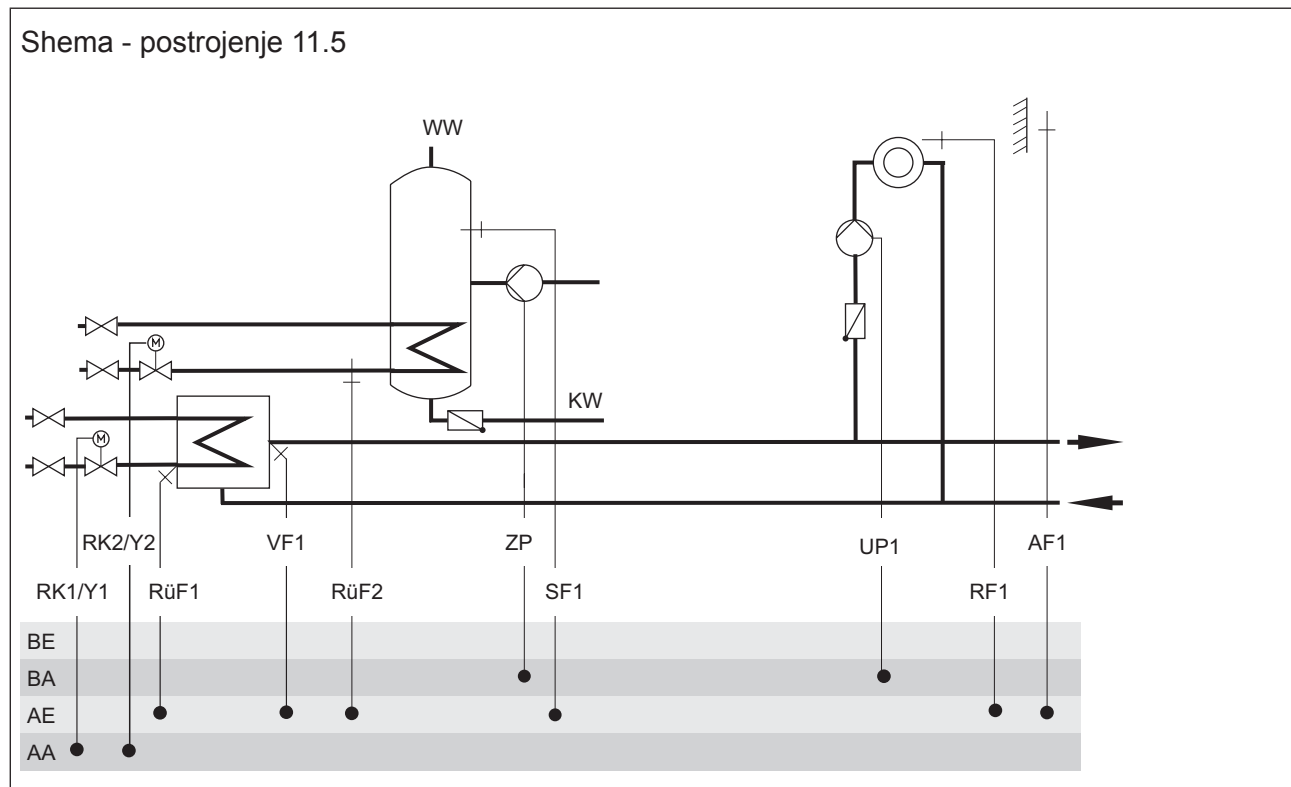 Shema - postrojenje 11.5
WW
M
KW
M
RK2/Y2 VF1 ZP UP1 AF1
RK1/Y1 RüF1 RüF2 SF1 RF1
BE
BA
AE
AA